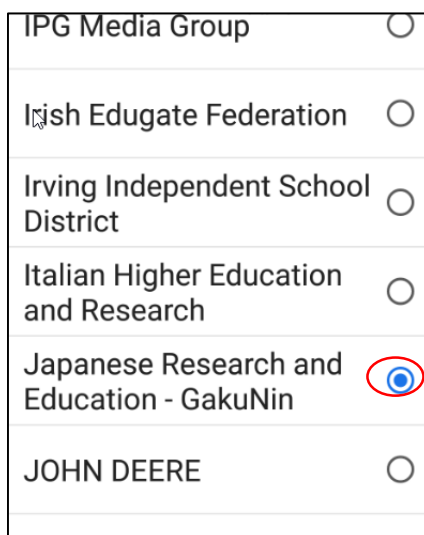 IPG Media Group
Irish Edugate Federation
Irving Independent School
District
Italian Higher Education
and Research
Japanese Research and
Education - GakuNin
JOHN DEERE